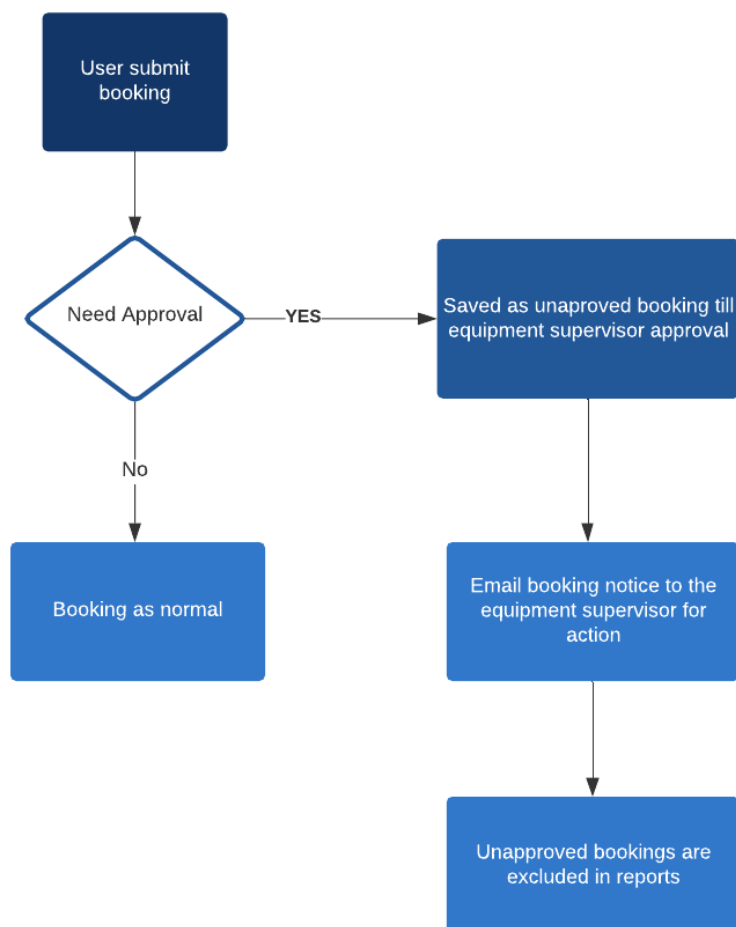 User submit
booking
Need Approval
YES
Saved as unaproved booking till
equipment supervisor approval
No
Booking as normal
Email booking notice to the
equipment supervisor for
action
Unapproved bookings are
excluded in reports